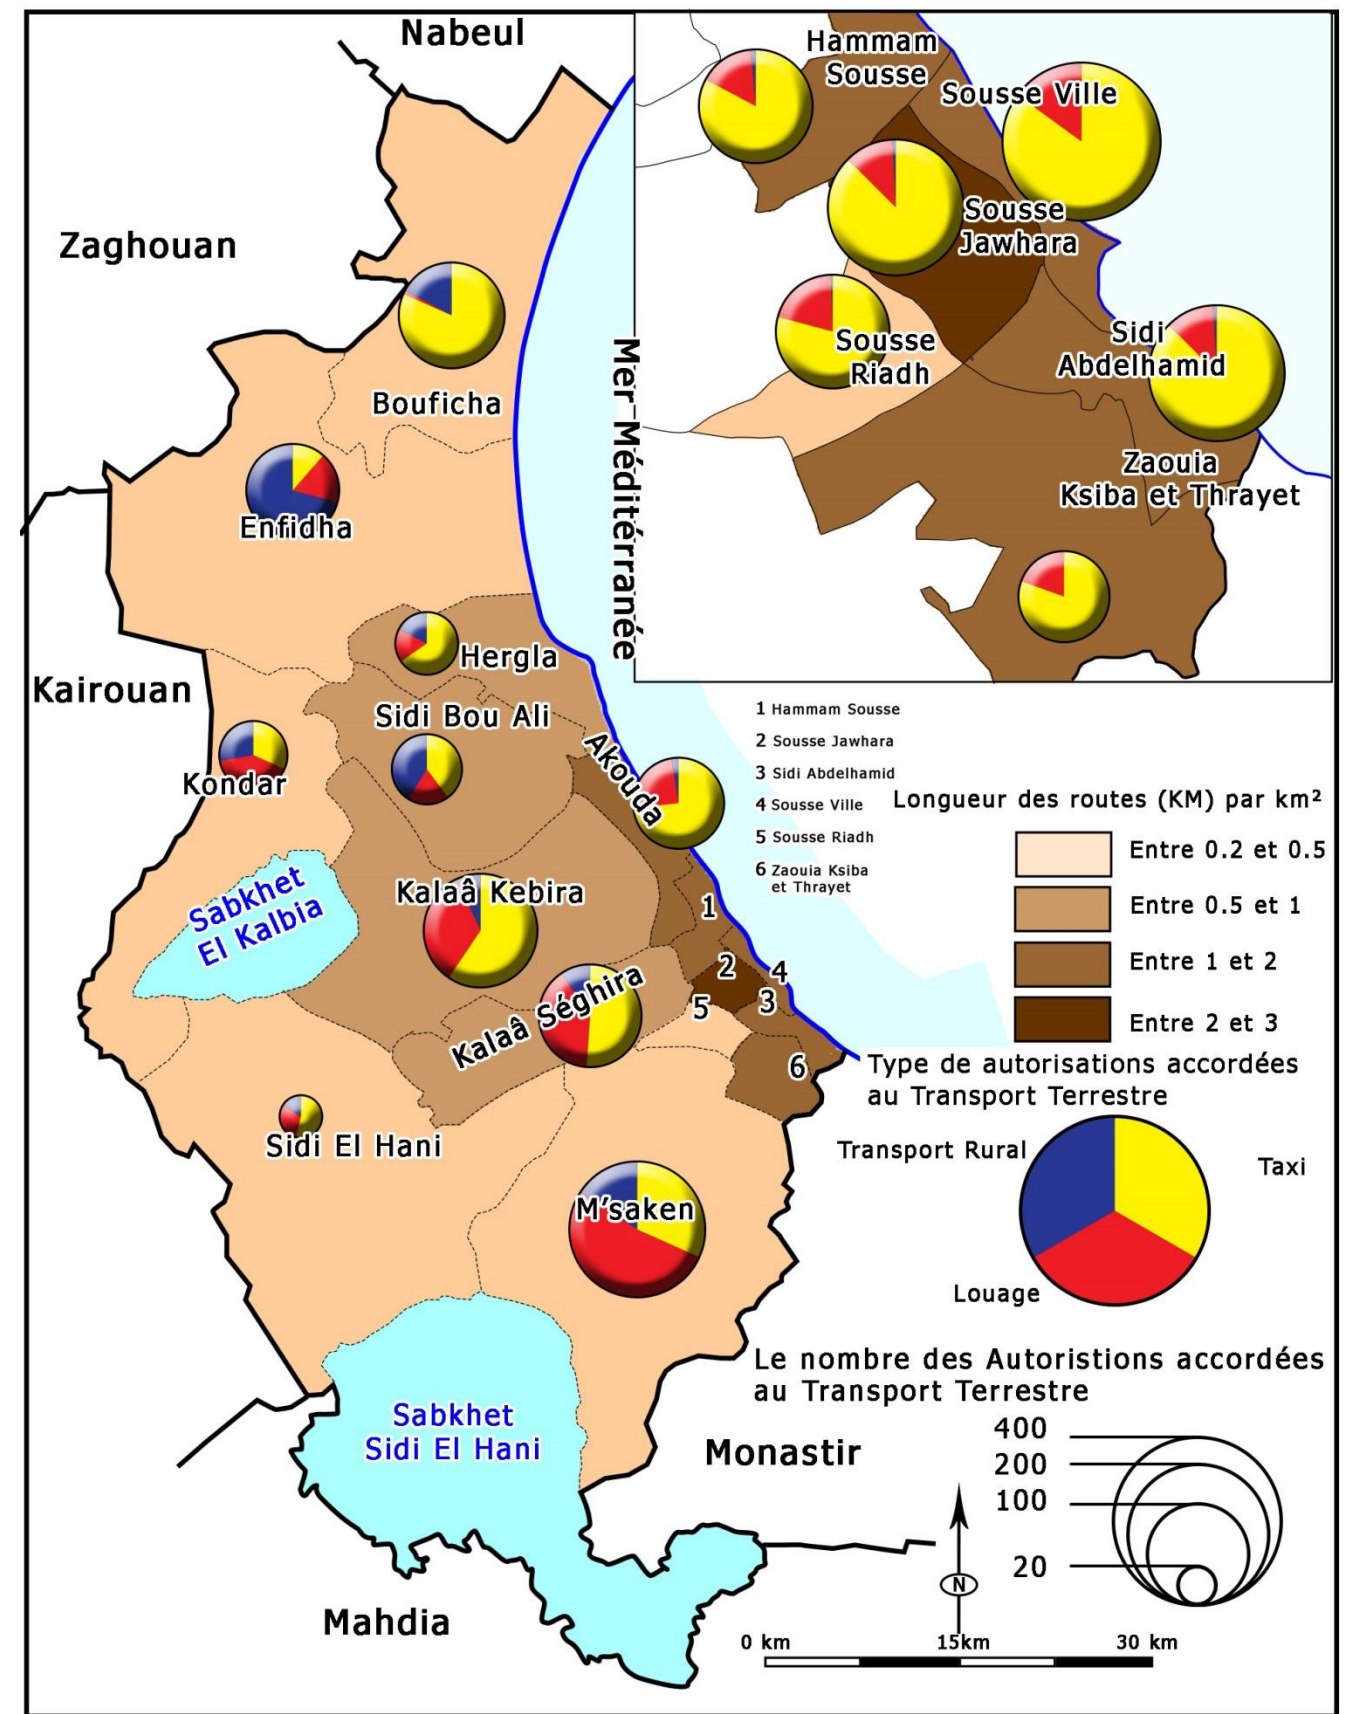 Nabeul
Hammam
Sousse
Sousse Ville
Zaghouan
Sousse
Jawhara
Sousse
Riadh
Sidi
Abdelhamid
Bouficha
Mer Méditérranée
Zaouia
Ksiba et Thrayet
Enfidha
Hergla
Kairouan
Sidi Bou Ali
Kondar
Akouda
1 Hammam Sousse
2 Sousse Jawhara
3 Sidi Abdelhamid
4 Sousse Ville
5 Sousse Riadh
6 Zaouia Ksiba
et Thrayet
Longueur des routes (KM) par km²
Entre 0.2 et 0.5
Entre 0.5 et 1
Entre 1 et 2
Entre 2 et 3
Sabkhet
El Kalbia
Kalaâ Kebira
Kalaâ Séghira
1
2
4
3
5
6
Sidi El Hani
M'saken
Type de autorisations accordées
au Transport Terrestre
Transport Rural
Taxi
Louage
Le nombre des Autoristions accordées
au Transport Terrestre
400
200
100
20
Sabkhet
Sidi El Hani
Monastir
Mahdia
N
0 km 15km 30 km